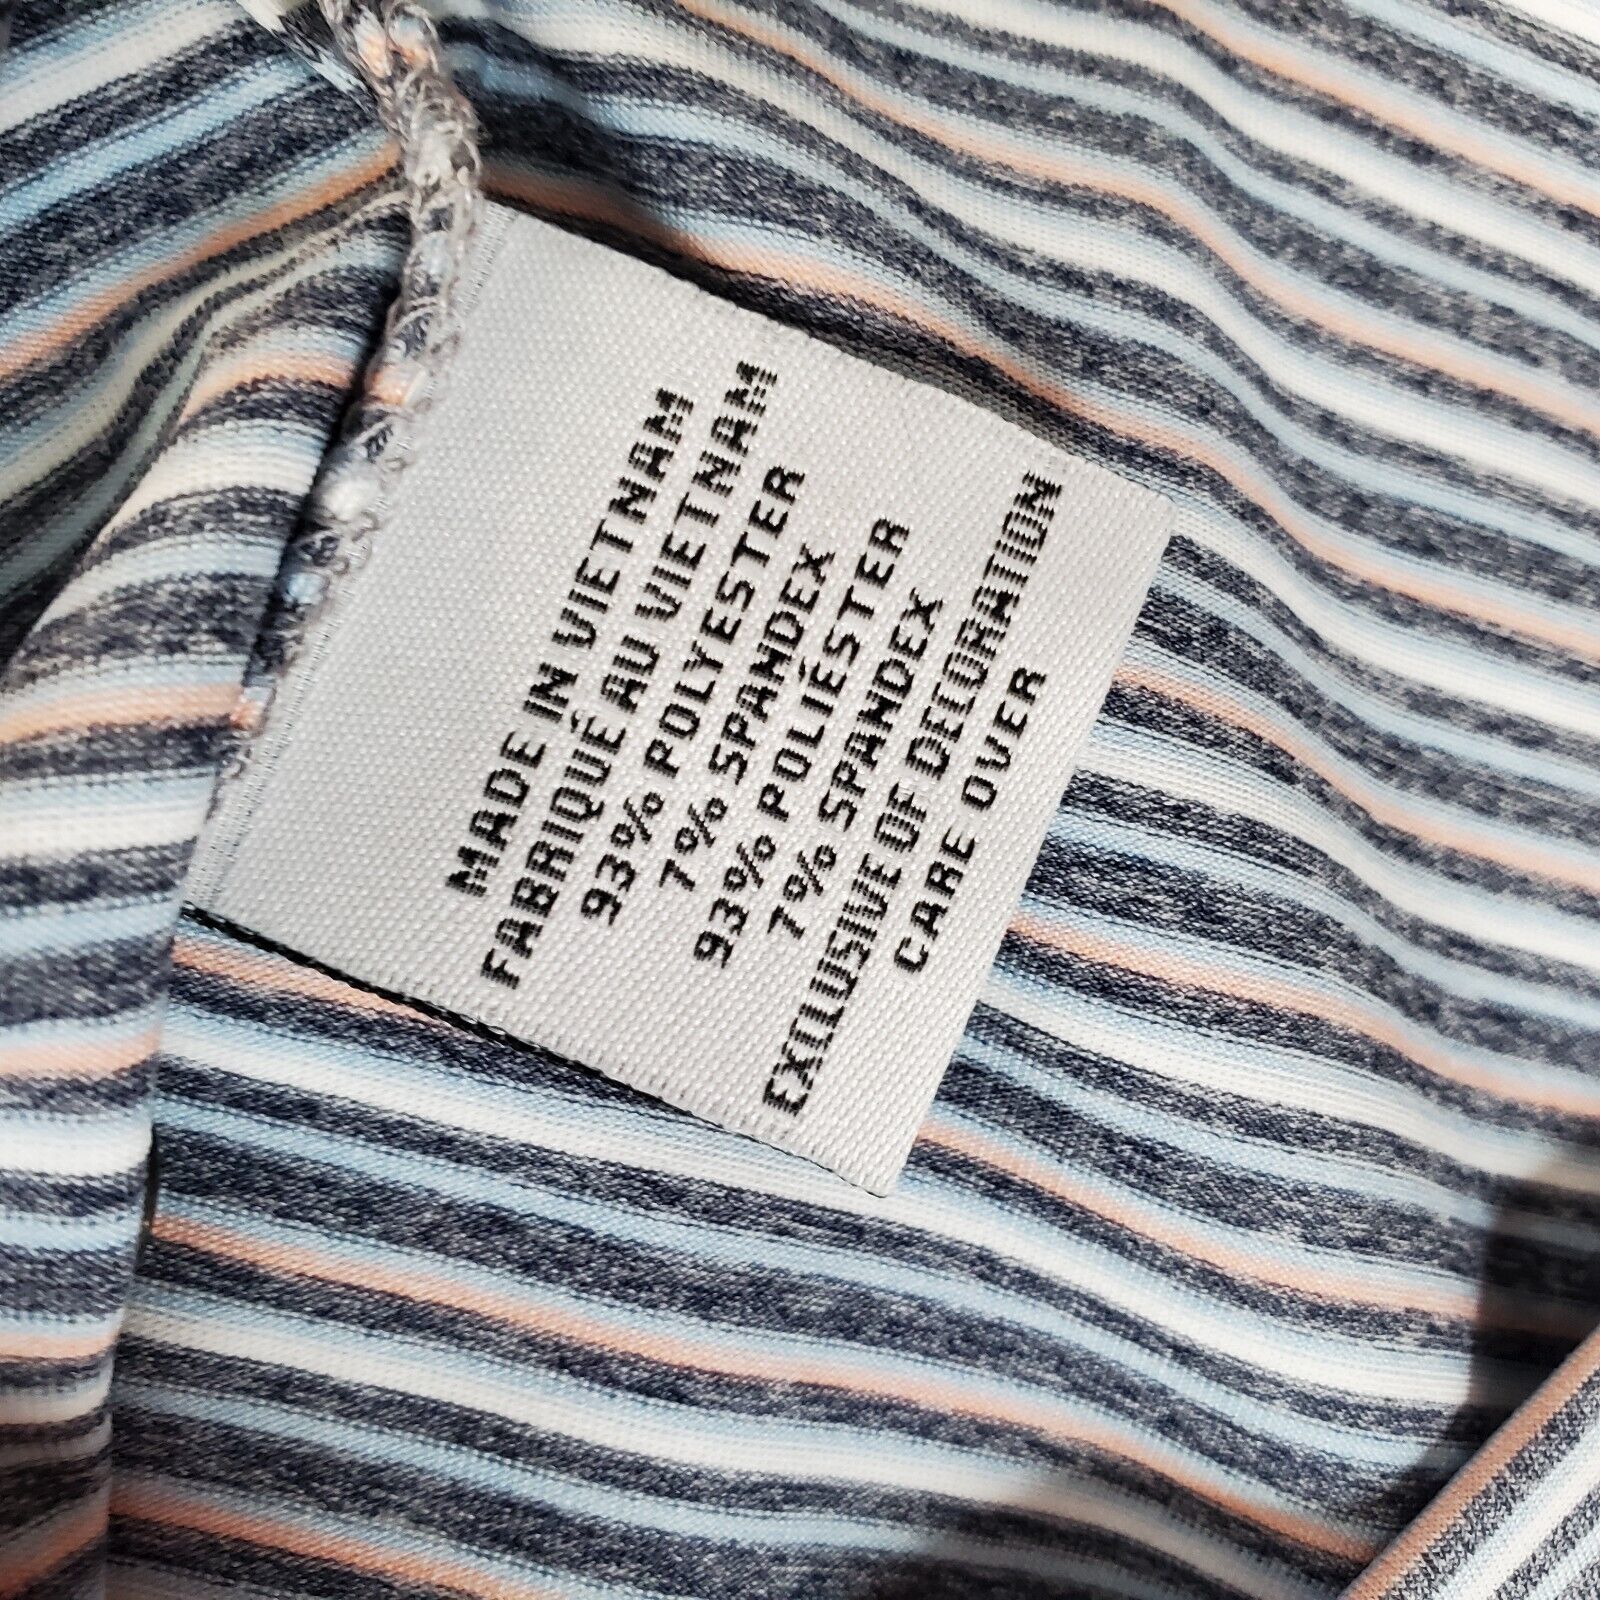 MADE IN VIETNAM
FABRIQUÉ AU VIETNAM
93% POLYESTER
7% SPANDEX
93% POLIÉSTER
7% SPANDEX
EXCLUSIVE OF DECORATION
CARE OVER